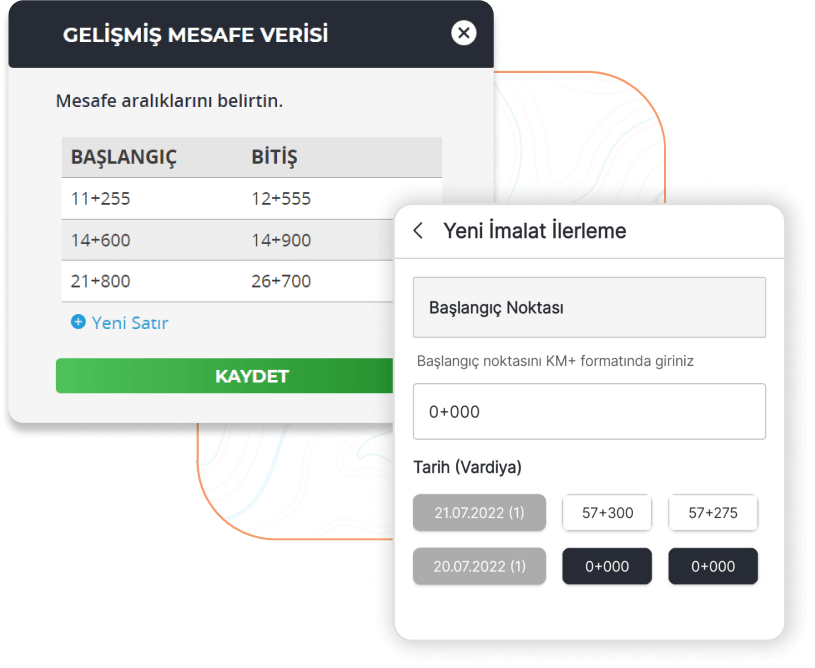 GELİŞMİŞ MESAFE VERİSİ
Mesafe aralıklarını belirtin.
BAŞLANGIÇ BİTİŞ
11+255 12+555
14+600 14+900
21+800 26+700
Yeni Satır
KAYDET
Yeni İmalat İlerleme
Başlangıç Noktası
Başlangıç noktasını KM+ formatında giriniz
0+000
Tarih (Vardiya)
21.07.2022 (1) 57+300 57+275
20.07.2022 (1) 0+000 0+000